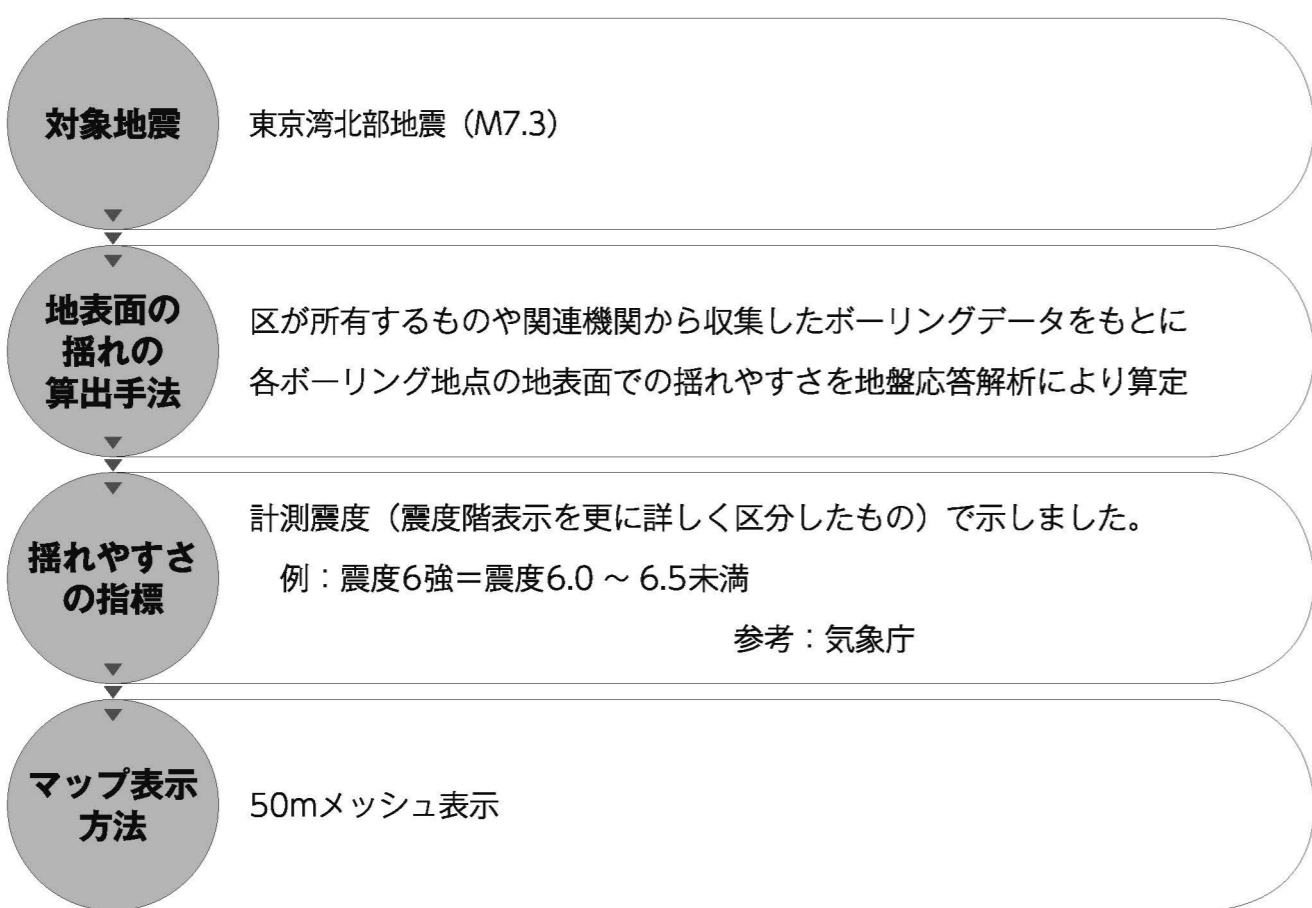 対象地震
東京湾北部地震（M7.3）
地表面の
揺れの
算出手法
区が所有するものや関連機関から収集したボーリングデータをもとに
各ボーリング地点の地表面での揺れやすさを地盤応答解析により算定
揺れやすさ
の指標
計測震度（震度階表示を更に詳しく区分したもの）で示しました。
例：震度6強＝震度6.0 ～ 6.5未満
参考：気象庁
マップ表示
方法
50mメッシュ表示